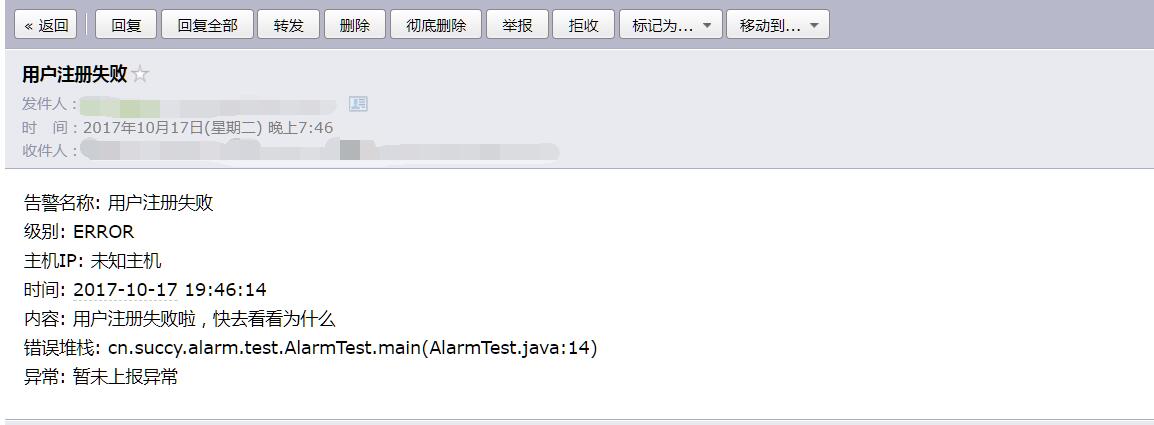 « 返回 回复 回复全部 转发 删除 彻底删除 举报 拒收 标记为... 移动到...
用户注册失败
发件人：
时 间：2017年10月17日(星期二) 晚上7:46
收件人：
告警名称: 用户注册失败
级别: ERROR
主机IP: 未知主机
时间: 2017-10-17 19:46:14
内容: 用户注册失败啦，快去看看为什么
错误堆栈: cn.succy.alarm.test.AlarmTest.main(AlarmTest.java:14)
异常: 暂未上报异常